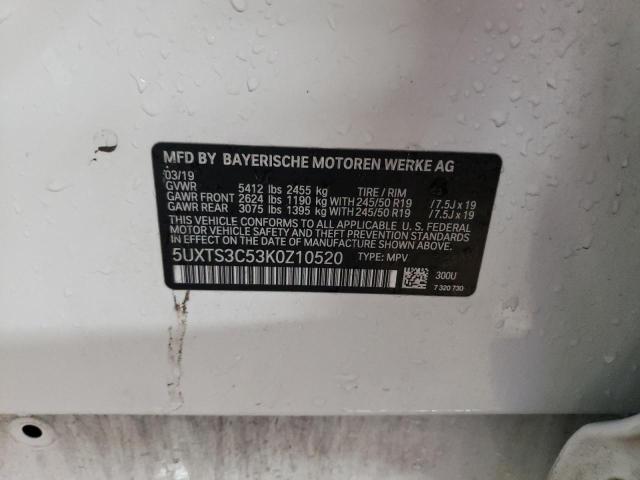 MFD BY BAYERISCHE MOTOREN WERKE AG
03/19
GVWR 5412 lbs 2455 kg TIRE / RIM
GAWR FRONT 2624 lbs 1190 kg WITH 245/50 R19 / 7.5J x 19
GAWR REAR 3075 lbs 1395 kg WITH 245/50 R19 / 7.5J x 19
THIS VEHICLE CONFORMS TO ALL APPLICABLE U. S. FEDERAL
MOTOR VEHICLE SAFETY AND THEFT PREVENTION STANDARDS
IN EFFECT ON THE DATE OF MANUFACTURE SHOWN ABOVE.
5UXTS3C53K0Z10520 TYPE: MPV
300U
7 320 730